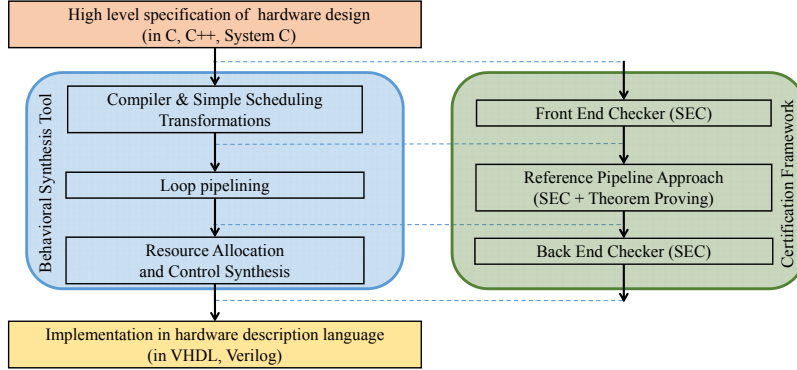 High level specification of hardware design
(in C, C++, System C)
Behavioral Synthesis Tool
Compiler & Simple Scheduling
Transformations
Loop pipelining
Resource Allocation
and Control Synthesis
Front End Checker (SEC)
Reference Pipeline Approach
(SEC + Theorem Proving)
Back End Checker (SEC)
Certification Framework
Implementation in hardware description language
(in VHDL, Verilog)